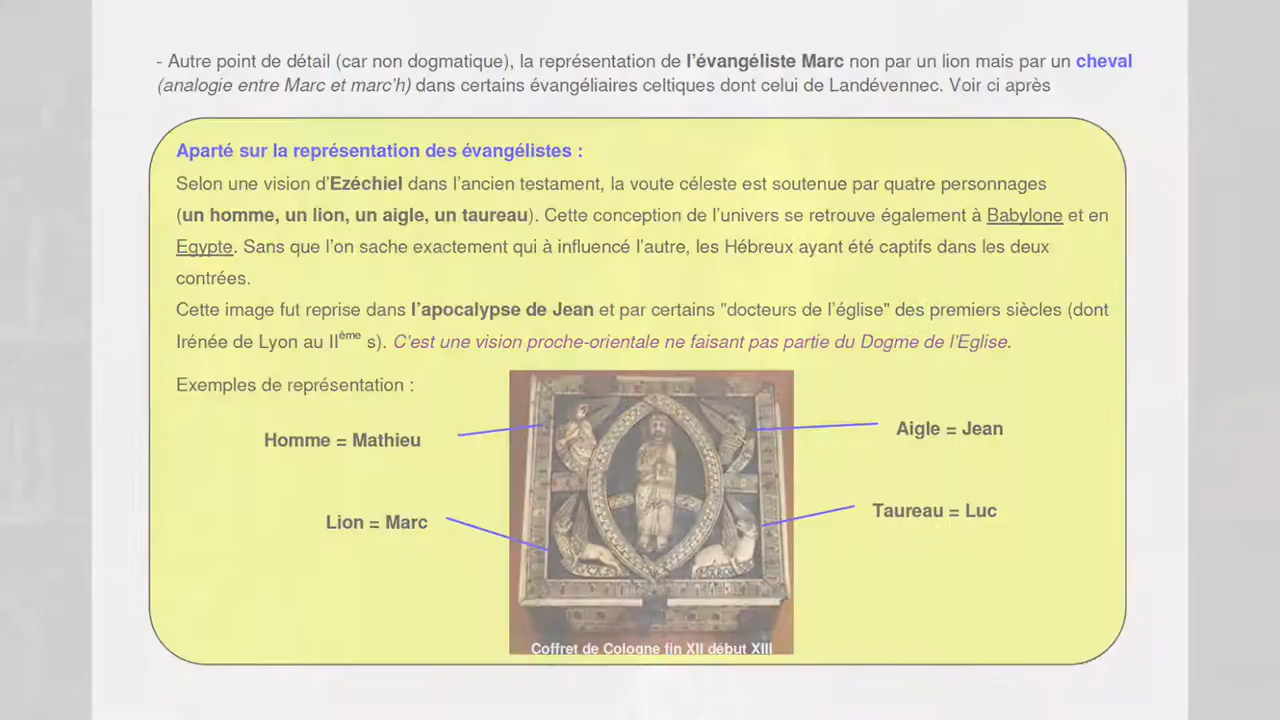 - Autre point de détail (car non dogmatique), la représentation de l’évangéliste Marc non par un lion mais par un cheval
(analogie entre Marc et marc’h) dans certains évangéliaires celtiques dont celui de Landévennec. Voir ci après
Aparté sur la représentation des évangélistes :
Selon une vision d’Ezéchiel dans l’ancien testament, la voute céleste est soutenue par quatre personnages
(un homme, un lion, un aigle, un taureau). Cette conception de l’univers se retrouve également à Babylone et en
Egypte. Sans que l’on sache exactement qui à influencé l’autre, les Hébreux ayant été captifs dans les deux
contrées.
Cette image fut reprise dans l’apocalypse de Jean et par certains "docteurs de l’église" des premiers siècles (dont
Irénée de Lyon au IIème s). C’est une vision proche-orientale ne faisant pas partie du Dogme de l’Eglise.
Exemples de représentation :
Homme = Mathieu
Aigle = Jean
Lion = Marc
Taureau = Luc
Coffret de Cologne fin XII début XIII